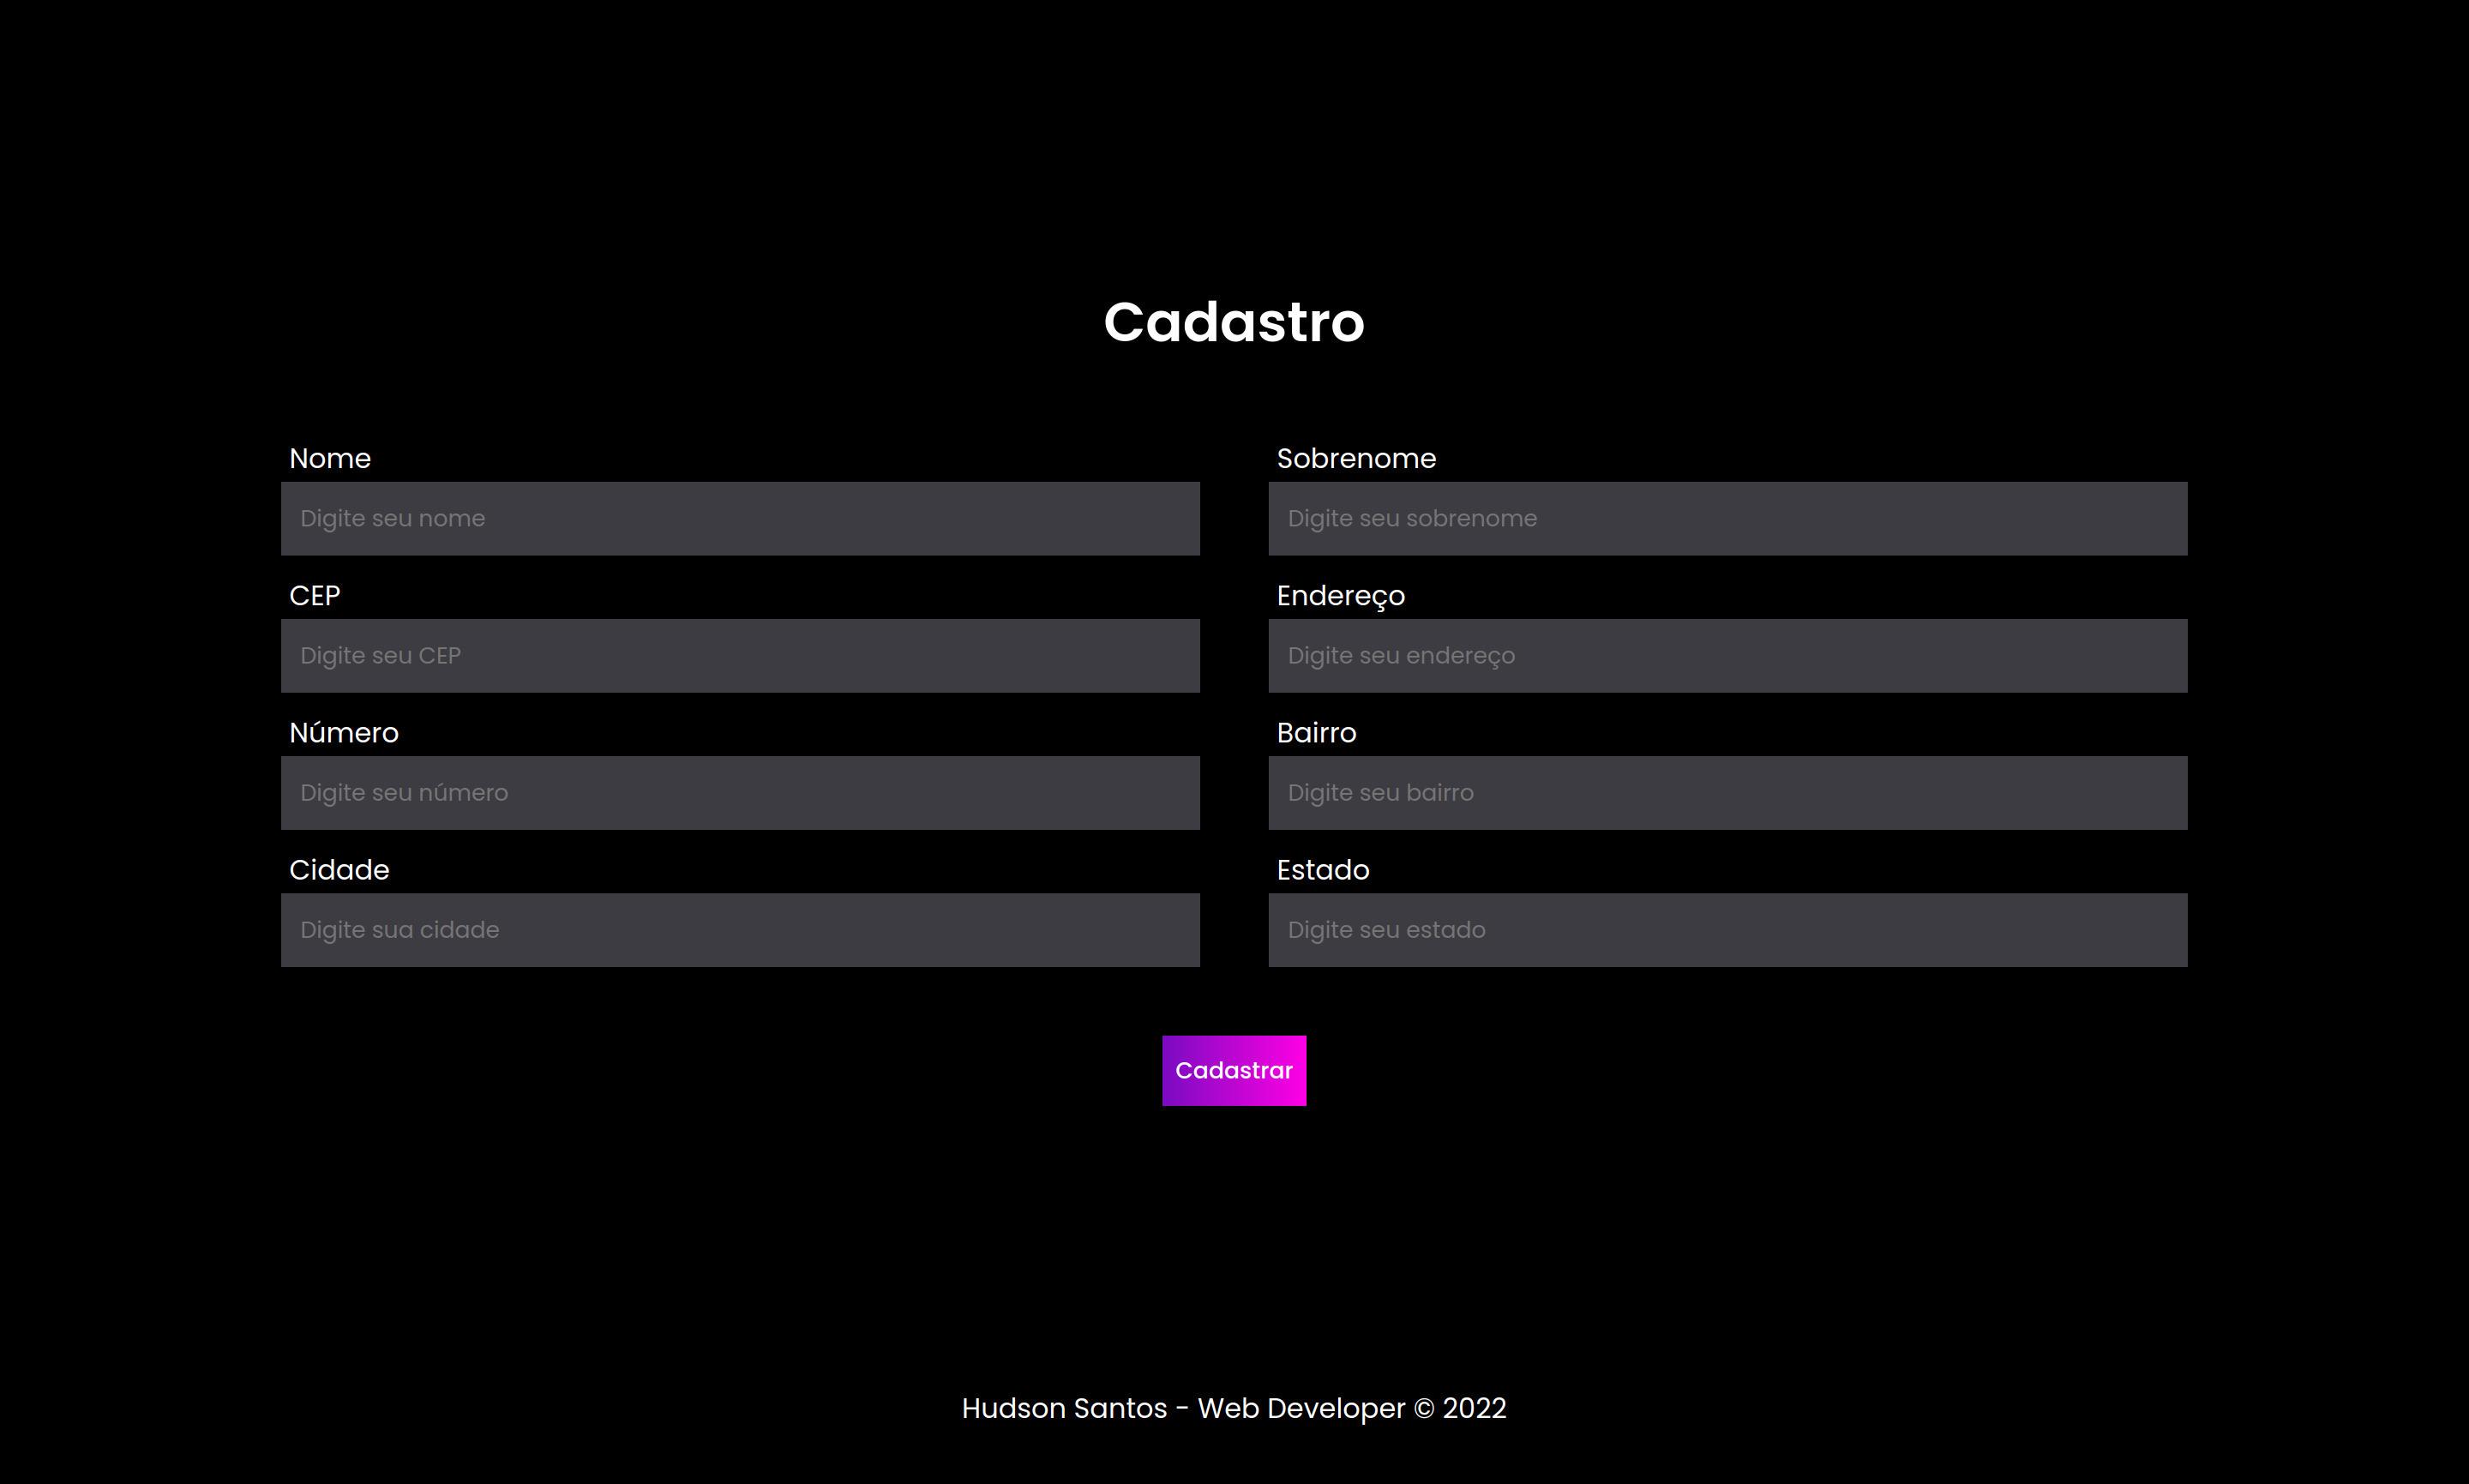 Cadastro
Nome
Sobrenome
Digite seu nome
Digite seu sobrenome
CEP
Endereço
Digite seu CEP
Digite seu endereço
Número
Bairro
Digite seu número
Digite seu bairro
Cidade
Estado
Digite sua cidade
Digite seu estado
Cadastrar
Hudson Santos - Web Developer © 2022